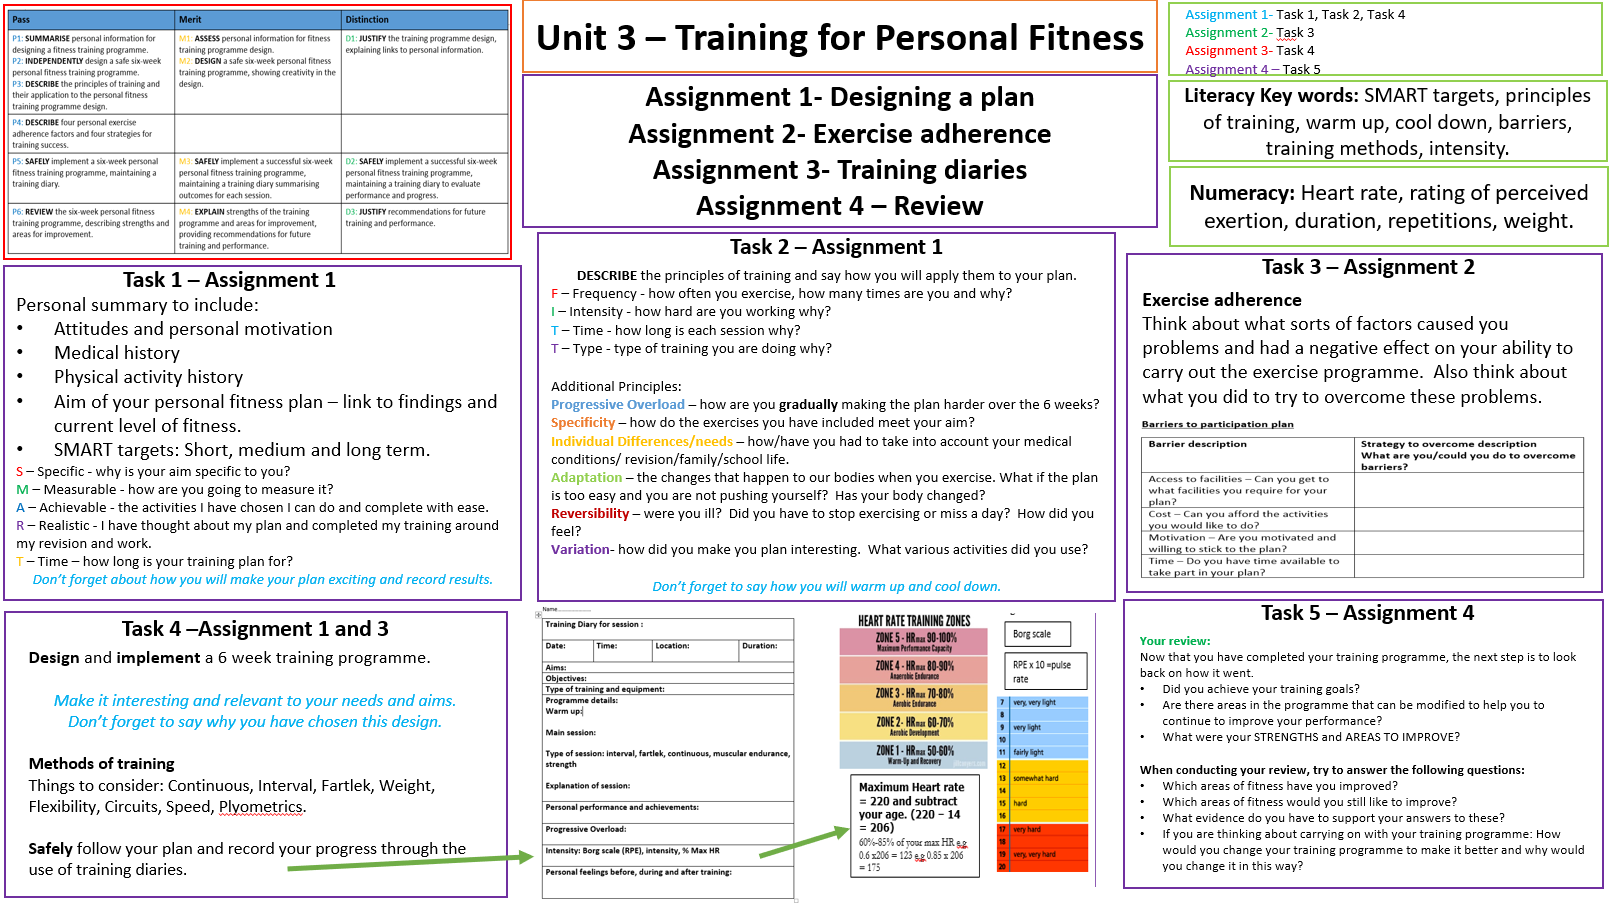 Pass Merit Distinction
P1: SUMMARISE personal information for
designing a fitness training programme.
P2: INDEPENDENTLY design a safe six-week
personal fitness training programme.
P3: DESCRIBE the principles of training and
their application to the personal fitness
training programme design.
M1: ASSESS personal information for fitness
training programme design.
M2: DESIGN a safe six-week personal fitness
training programme, showing creativity in the
design.
D1: JUSTIFY the training programme design,
explaining links to personal information.
P4: DESCRIBE four personal exercise
adherence factors and four strategies for
training success.
P5: SAFELY implement a six-week personal
fitness training programme, maintaining a
training diary.
M3: SAFELY implement a successful six-week
personal fitness training programme,
maintaining a training diary summarising
outcomes for each session.
D2: SAFELY implement a successful six-week
personal fitness training programme,
maintaining a training diary to evaluate
performance and progress.
P6: REVIEW the six-week personal fitness
training programme, describing strengths and
areas for improvement.
M4: EXPLAIN strengths of the training
programme and areas for improvement,
providing recommendations for future
training and performance.
D3: JUSTIFY recommendations for future
training and performance.
Unit 3 – Training for Personal Fitness
Assignment 1- Designing a plan
Assignment 2- Exercise adherence
Assignment 3- Training diaries
Assignment 4 – Review
Assignment 1- Task 1, Task 2, Task 4
Assignment 2- Task 3
Assignment 3- Task 4
Assignment 4 – Task 5
Literacy Key words: SMART targets, principles
of training, warm up, cool down, barriers,
training methods, intensity.
Numeracy: Heart rate, rating of perceived
exertion, duration, repetitions, weight.
Task 1 – Assignment 1
Personal summary to include:
• Attitudes and personal motivation
• Medical history
• Physical activity history
• Aim of your personal fitness plan – link to findings and
current level of fitness.
• SMART targets: Short, medium and long term.
S – Specific - why is your aim specific to you?
M – Measurable - how are you going to measure it?
A – Achievable - the activities I have chosen I can do and complete with ease.
R – Realistic - I have thought about my plan and completed my training around
my revision and work.
T – Time – how long is your training plan for?
Don't forget about how you will make your plan exciting and record results.
Task 2 – Assignment 1
DESCRIBE the principles of training and say how you will apply them to your plan.
F – Frequency - how often you exercise, how many times are you and why?
I – Intensity - how hard are you working why?
T – Time - how long is each session why?
T – Type - type of training you are doing why?
Additional Principles:
Progressive Overload – how are you gradually making the plan harder over the 6 weeks?
Specificity – how do the exercises you have included meet your aim?
Individual Differences/needs – how/have you had to take into account your medical
conditions/ revision/family/school life.
Adaptation – the changes that happen to our bodies when you exercise. What if the plan
is too easy and you are not pushing yourself? Has your body changed?
Reversibility – were you ill? Did you have to stop exercising or miss a day? How did you
feel?
Variation- how did you make you plan interesting. What various activities did you use?
Don't forget to say how you will warm up and cool down.
Task 3 – Assignment 2
Exercise adherence
Think about what sorts of factors caused you
problems and had a negative effect on your ability to
carry out the exercise programme. Also think about
what you did to try to overcome these problems.
Barriers to participation plan
Barrier description
Strategy to overcome description
What are you/could you do to overcome
barriers?
Access to facilities – Can you get to
what facilities you require for your
plan?
Cost – Can you afford the activities
you would like to do?
Motivation – Are you motivated and
willing to stick to the plan?
Time – Do you have time available to
take part in your plan?
Task 4 –Assignment 1 and 3
Design and implement a 6 week training programme.
Make it interesting and relevant to your needs and aims.
Don't forget to say why you have chosen this design.
Methods of training
Things to consider: Continuous, Interval, Fartlek, Weight,
Flexibility, Circuits, Speed, Plyometrics.
Safely follow your plan and record your progress through the
use of training diaries.
Name
Training Diary for session :
Date: Time: Location: Duration:
Aims:
Objectives:
Type of training and equipment:
Programme details:
Warm up:
Main session:
Type of session: interval, fartlek, continuous, muscular endurance,
strength
Explanation of session:
Personal performance and achievements:
Progressive Overload:
Intensity: Borg scale (RPE), intensity, % Max HR
Personal feelings before, during and after training:
HEART RATE TRAINING ZONES
ZONE 5 - HRmax 90-100%
Maximum Performance Capacity
ZONE 4 - HRmax 80-90%
Anaerobic Endurance
ZONE 3 - HRmax 70-80%
Aerobic Endurance
ZONE 2- HRmax 60-70%
Aerobic Development
ZONE 1 - HRmax 50-60%
Warm-Up and Recovery
Maximum Heart rate
= 220 and subtract
your age. (220 – 14
= 206)
60%-85% of your max HR e.g
0.6 x206 = 123 e.g 0.85 x 206
= 175
Borg scale
RPE x 10 =pulse
rate
7 very, very light
8
9 very light
10
11 fairly light
12
13 somewhat hard
14
15 hard
16
17 very hard
18
19 very, very hard
20
Task 5 – Assignment 4
Your review:
Now that you have completed your training programme, the next step is to look
back on how it went.
• Did you achieve your training goals?
• Are there areas in the programme that can be modified to help you to
continue to improve your performance?
• What were your STRENGTHS and AREAS TO IMPROVE?
When conducting your review, try to answer the following questions:
• Which areas of fitness have you improved?
• Which areas of fitness would you still like to improve?
• What evidence do you have to support your answers to these?
• If you are thinking about carrying on with your training programme: How
would you change your training programme to make it better and why would
you change it in this way?